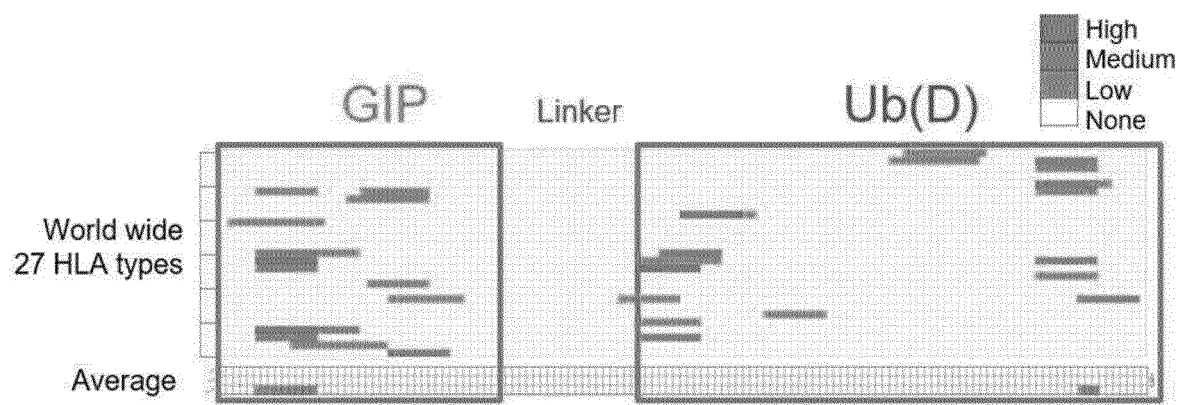 High
Medium
Low
None
GIP
Linker
Ub(D)
World wide
27 HLA types
Average